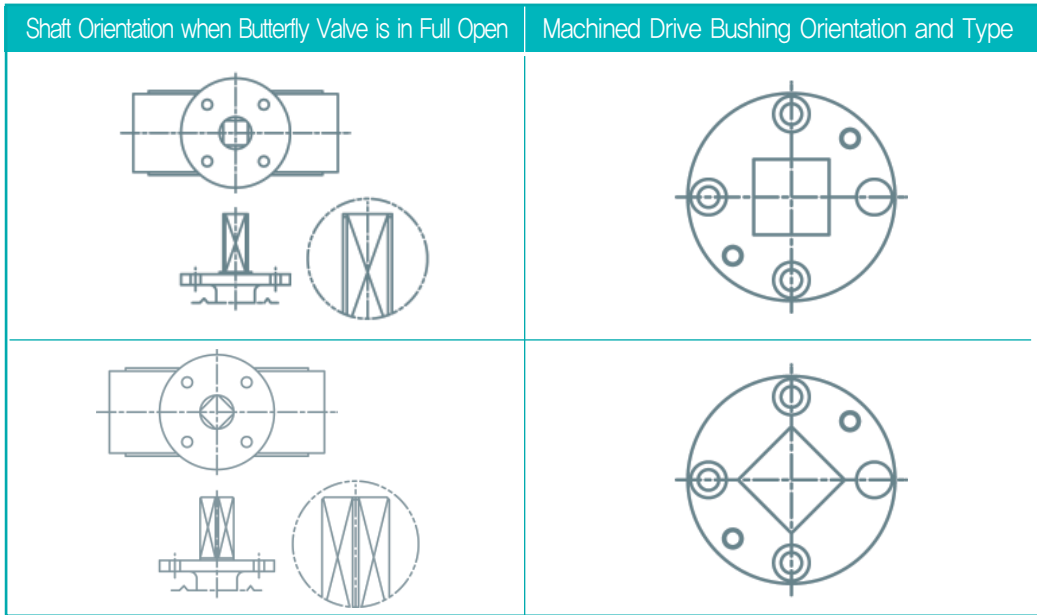 Shaft Orientation when Butterfly Valve is in Full Open
Machined Drive Bushing Orientation and Type